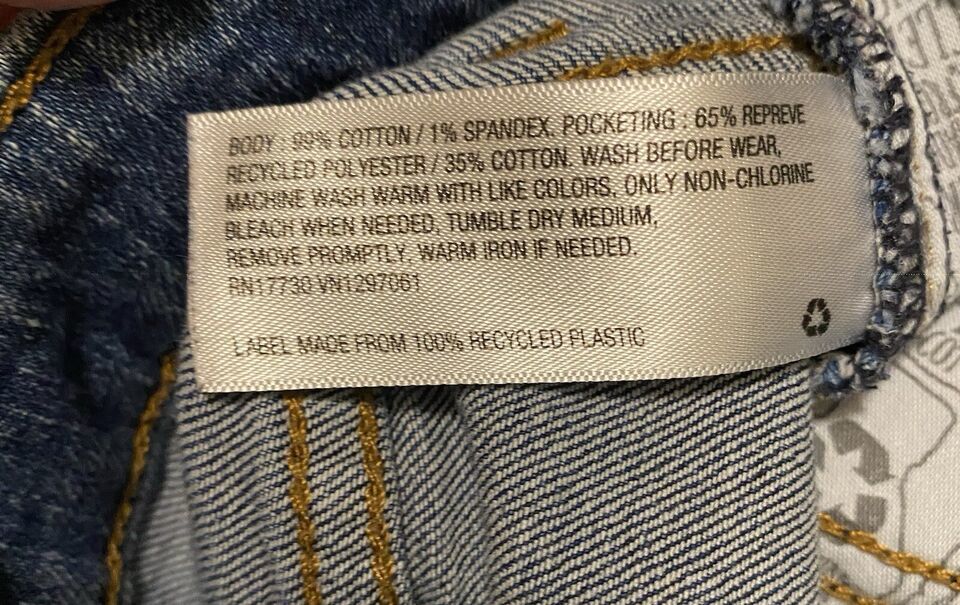 BODY : 99% COTTON / 1% SPANDEX. POCKETING : 65% REPREVE
RECYCLED POLYESTER / 35% COTTON. WASH BEFORE WEAR,
MACHINE WASH WARM WITH LIKE COLORS, ONLY NON-CHLORINE
BLEACH WHEN NEEDED, TUMBLE DRY MEDIUM,
REMOVE PROMPTLY, WARM IRON IF NEEDED.
RN17730 VN1297061
LABEL MADE FROM 100% RECYCLED PLASTIC